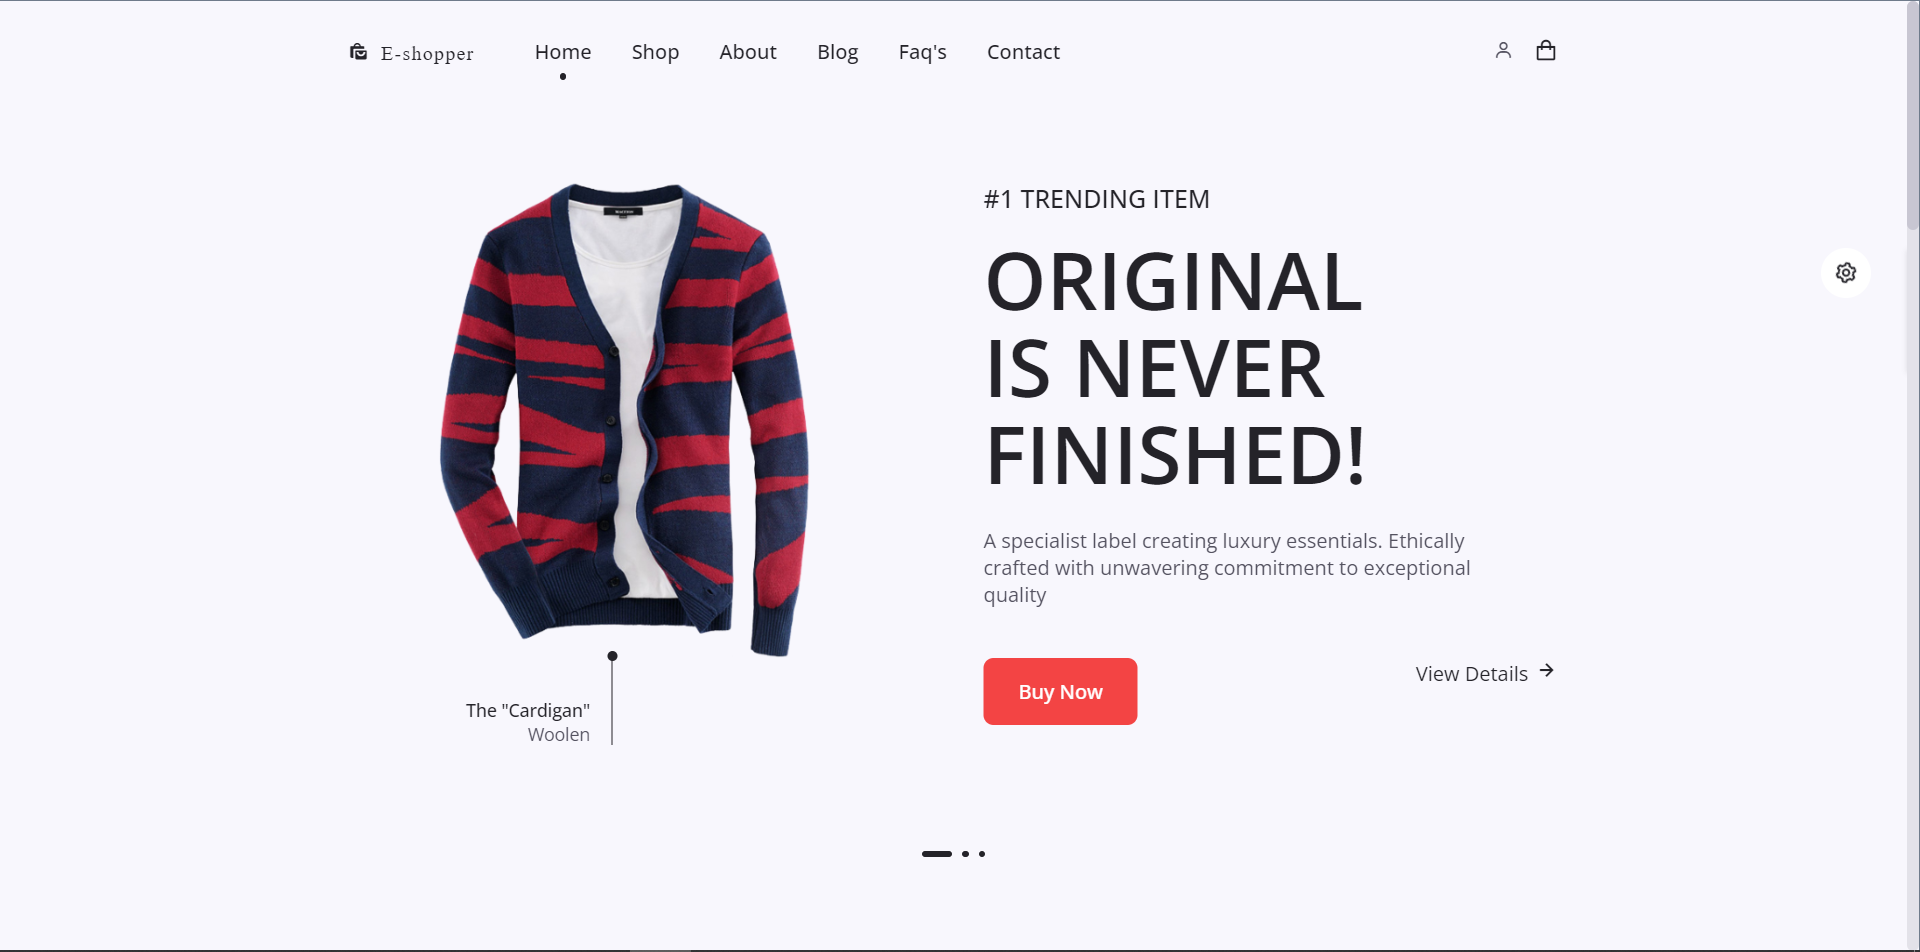 E-shopper
Home Shop About Blog Faq's Contact
#1 TRENDING ITEM
ORIGINAL
IS NEVER
FINISHED!
A specialist label creating luxury essentials. Ethically
crafted with unwavering commitment to exceptional
quality
Buy Now
View Details
The "Cardigan"
Woolen